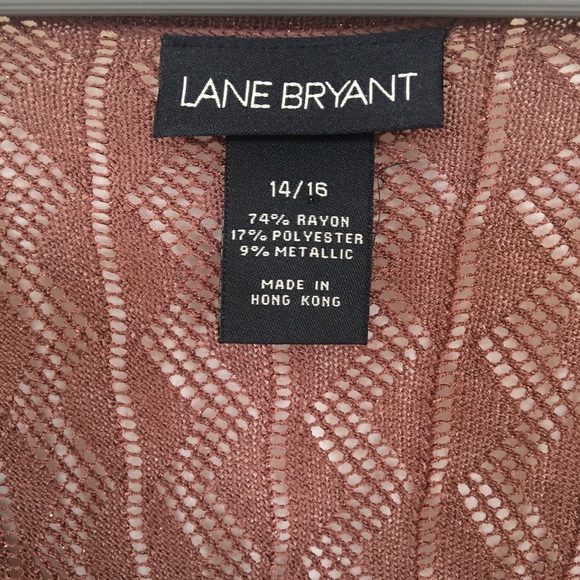 LANE BRYANT
14/16
74% RAYON
17% POLYESTER
9% METALLIC
MADE IN
HONG KONG